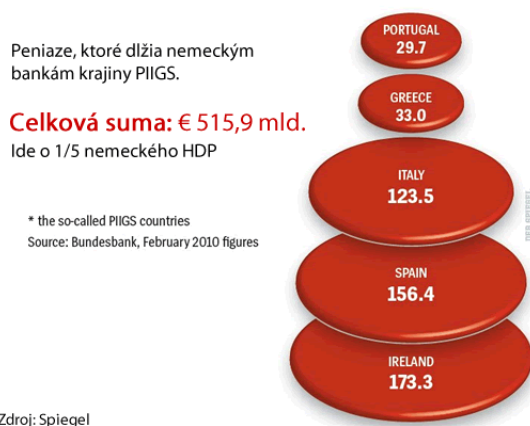 Peniaze, ktoré dlžia nemeckým
bankám krajiny PIIGS.
Celková suma: € 515,9 mld.
Ide o 1/5 nemeckého HDP
* the so-called PIIGS countries
Source: Bundesbank, February 2010 figures
PORTUGAL
29.7
GREECE
33.0
ITALY
123.5
SPAIN
156.4
IRELAND
173.3
DER SPIEGEL
Zdroj: Spiegel